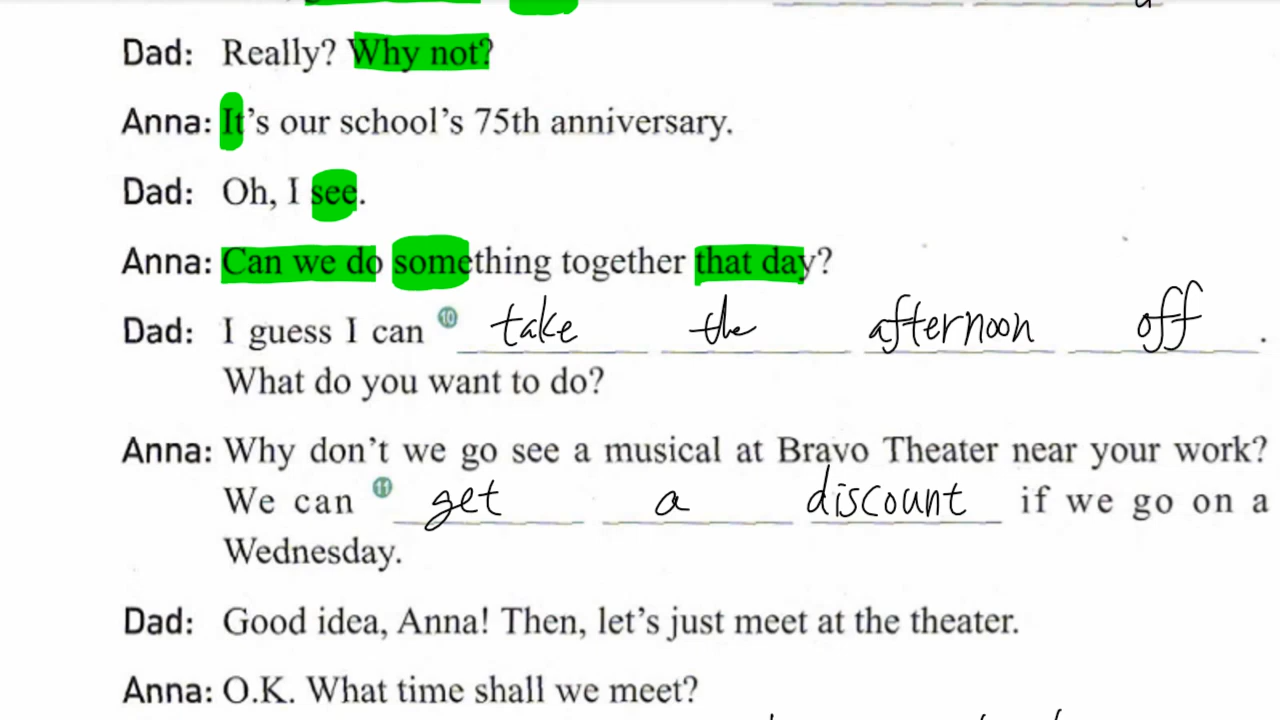 Dad: Really? Why not?
Anna: It's our school's 75th anniversary.
Dad: Oh, I see.
Anna: Can we do something together that day?
Dad: I guess I can ⑩ take the afternoon off .
What do you want to do?
Anna: Why don't we go see a musical at Bravo Theater near your work?
We can ⑪ get a discount if we go on a
Wednesday.
Dad: Good idea, Anna! Then, let's just meet at the theater.
Anna: O.K. What time shall we meet?